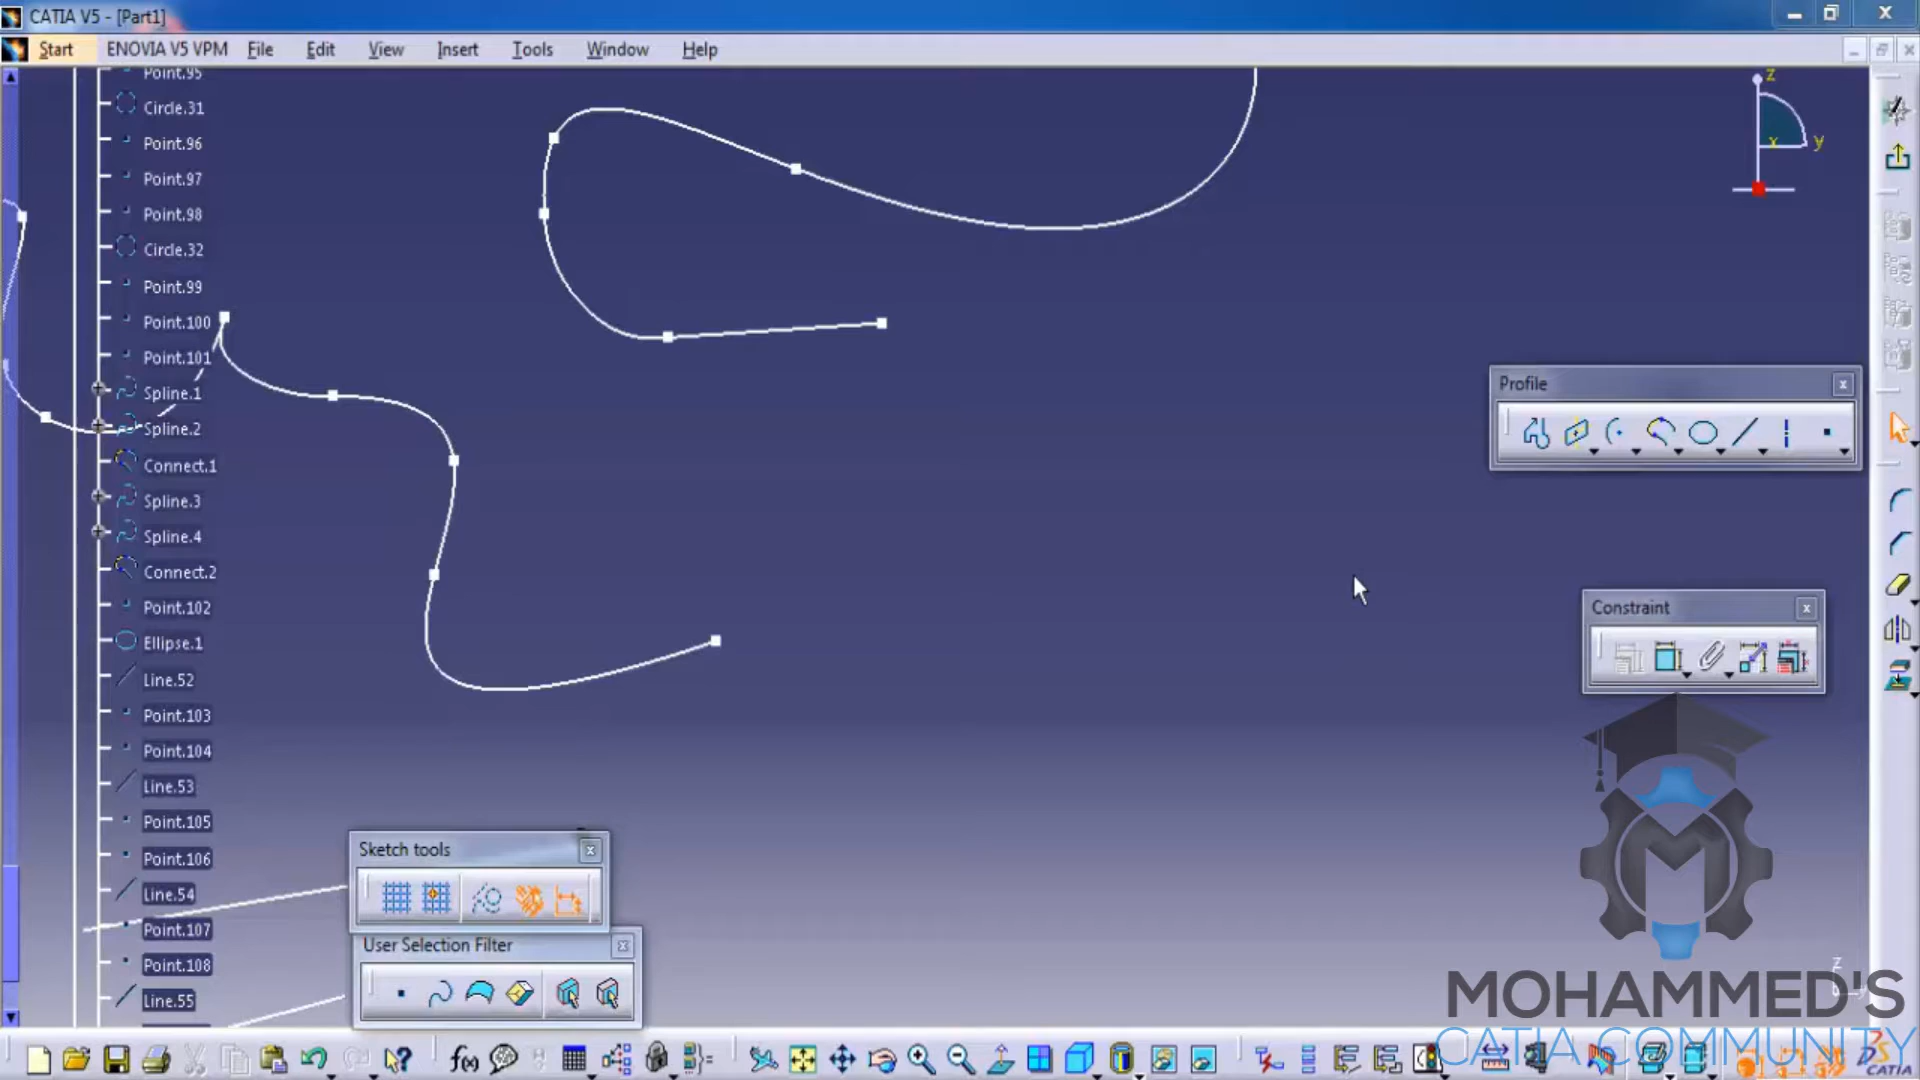 CATIA V5 - [Part1]
Start ENOVIA V5 VPM File Edit View Insert Tools Window Help
Point.95
Circle.31
Point.96
Point.97
Point.98
Circle.32
Point.99
Point.100
Point.101
Spline.1
Spline.2
Connect.1
Spline.3
Spline.4
Connect.2
Point.102
Ellipse.1
Line.52
Point.103
Point.104
Line.53
Point.105
Point.106
Line.54
Point.107
Point.108
Line.55
z
x
y
Profile
Constraint
Sketch tools
User Selection Filter
Z
MOHAMMED'S
CATIA COMMUNITY
f(x)
CATIA